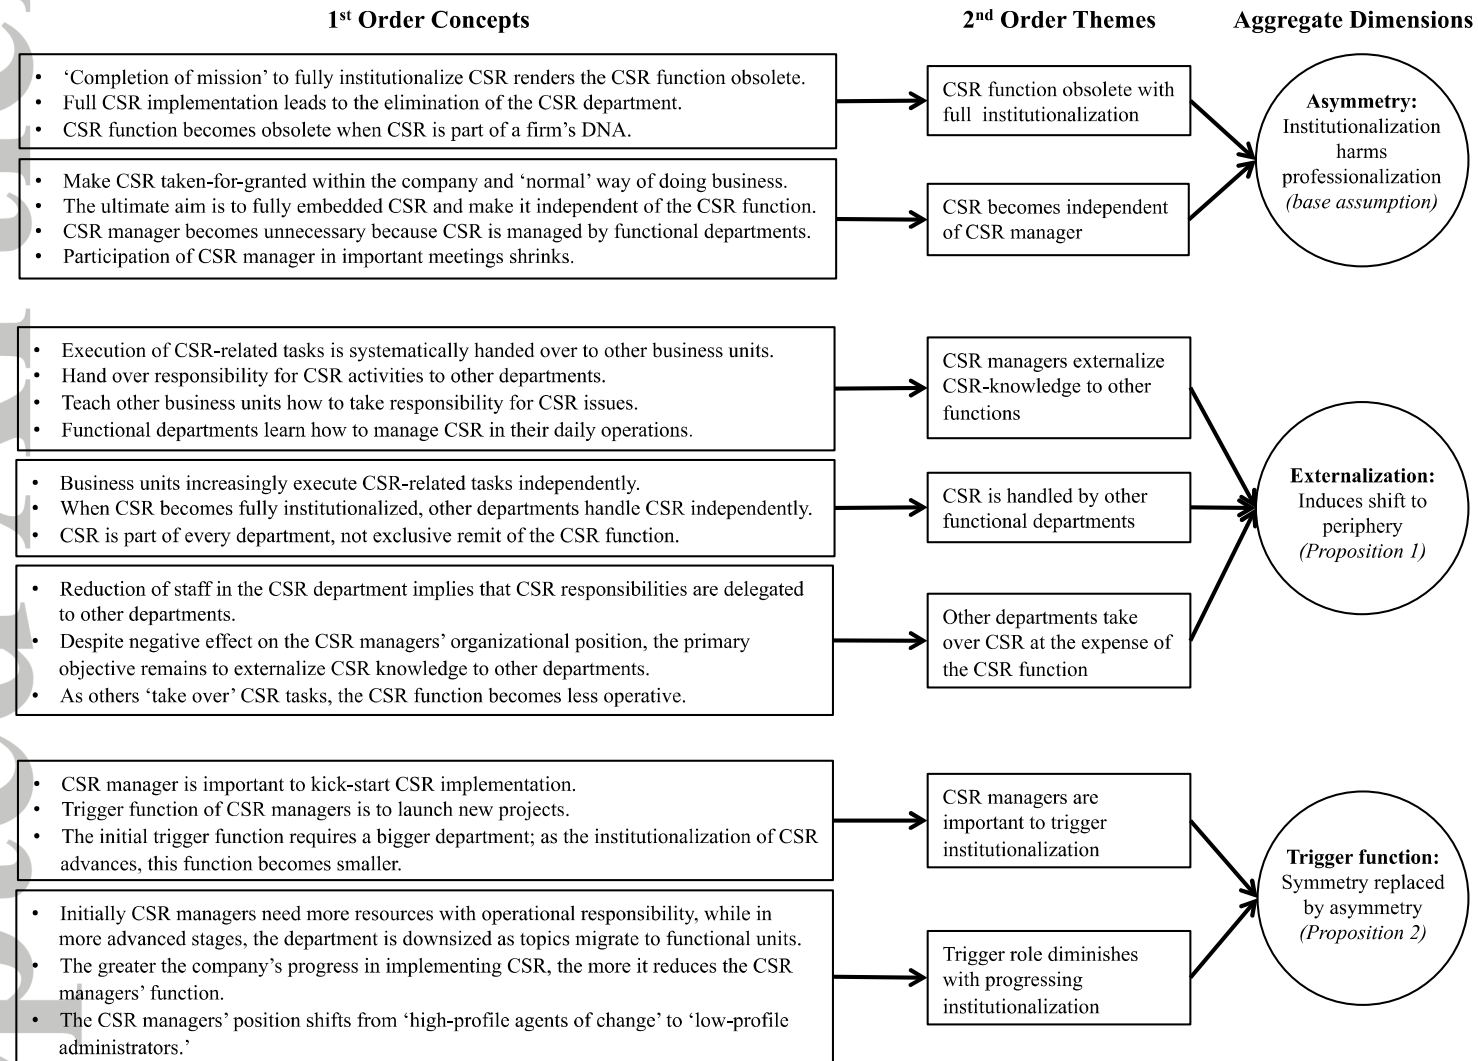 1st Order Concepts
2nd Order Themes
Aggregate Dimensions
• ‘Completion of mission’ to fully institutionalize CSR renders the CSR function obsolete.
• Full CSR implementation leads to the elimination of the CSR department.
• CSR function becomes obsolete when CSR is part of a firm’s DNA.
CSR function obsolete with
full institutionalization
• Make CSR taken-for-granted within the company and ‘normal’ way of doing business.
• The ultimate aim is to fully embedded CSR and make it independent of the CSR function.
• CSR manager becomes unnecessary because CSR is managed by functional departments.
• Participation of CSR manager in important meetings shrinks.
CSR becomes independent
of CSR manager
Asymmetry:
Institutionalization
harms
professionalization
(base assumption)
• Execution of CSR-related tasks is systematically handed over to other business units.
• Hand over responsibility for CSR activities to other departments.
• Teach other business units how to take responsibility for CSR issues.
• Functional departments learn how to manage CSR in their daily operations.
CSR managers externalize
CSR-knowledge to other
functions
• Business units increasingly execute CSR-related tasks independently.
• When CSR becomes fully institutionalized, other departments handle CSR independently.
• CSR is part of every department, not exclusive remit of the CSR function.
CSR is handled by other
functional departments
• Reduction of staff in the CSR department implies that CSR responsibilities are delegated
to other departments.
• Despite negative effect on the CSR managers’ organizational position, the primary
objective remains to externalize CSR knowledge to other departments.
• As others ‘take over’ CSR tasks, the CSR function becomes less operative.
Other departments take
over CSR at the expense of
the CSR function
Externalization:
Induces shift to
periphery
(Proposition 1)
• CSR manager is important to kick-start CSR implementation.
• Trigger function of CSR managers is to launch new projects.
• The initial trigger function requires a bigger department; as the institutionalization of CSR
advances, this function becomes smaller.
CSR managers are
important to trigger
institutionalization
• Initially CSR managers need more resources with operational responsibility, while in
more advanced stages, the department is downsized as topics migrate to functional units.
• The greater the company’s progress in implementing CSR, the more it reduces the CSR
managers’ function.
• The CSR managers’ position shifts from ‘high-profile agents of change’ to ‘low-profile
administrators.’
Trigger role diminishes
with progressing
institutionalization
Trigger function:
Symmetry replaced
by asymmetry
(Proposition 2)